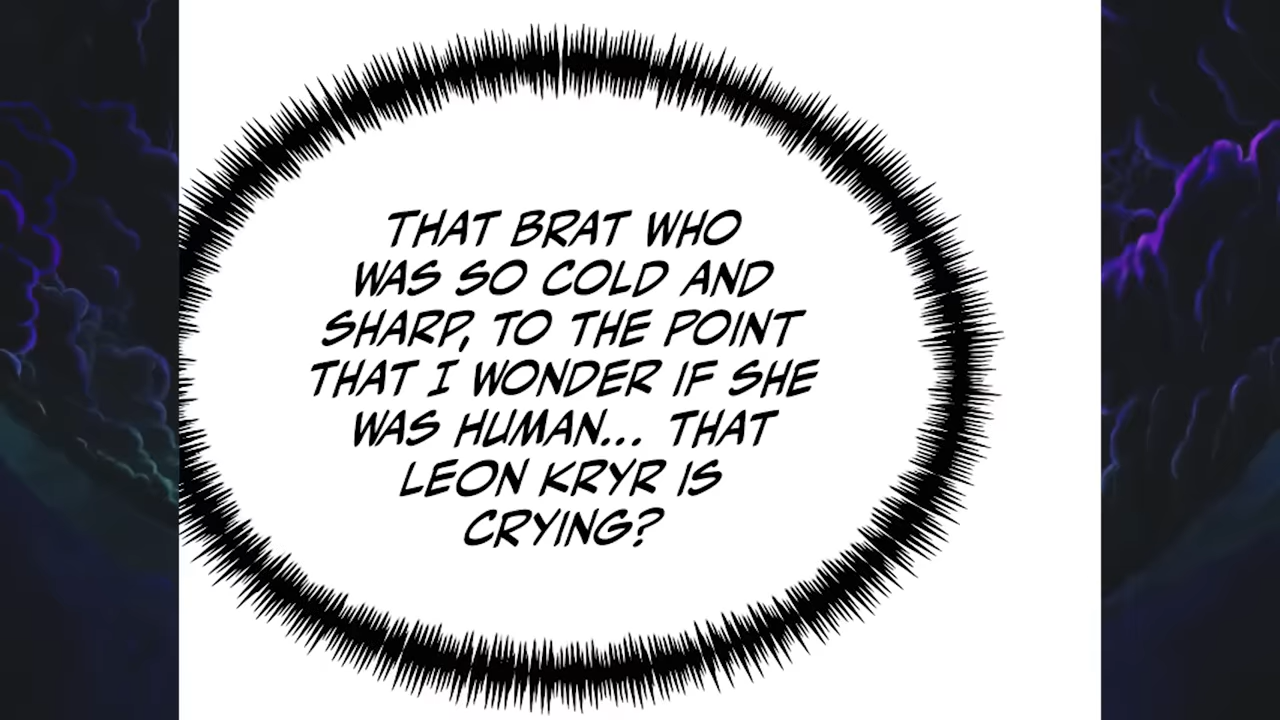 THAT BRAT WHO
WAS SO COLD AND
SHARP, TO THE POINT
THAT I WONDER IF SHE
WAS HUMAN... THAT
LEON KRYR IS
CRYING?